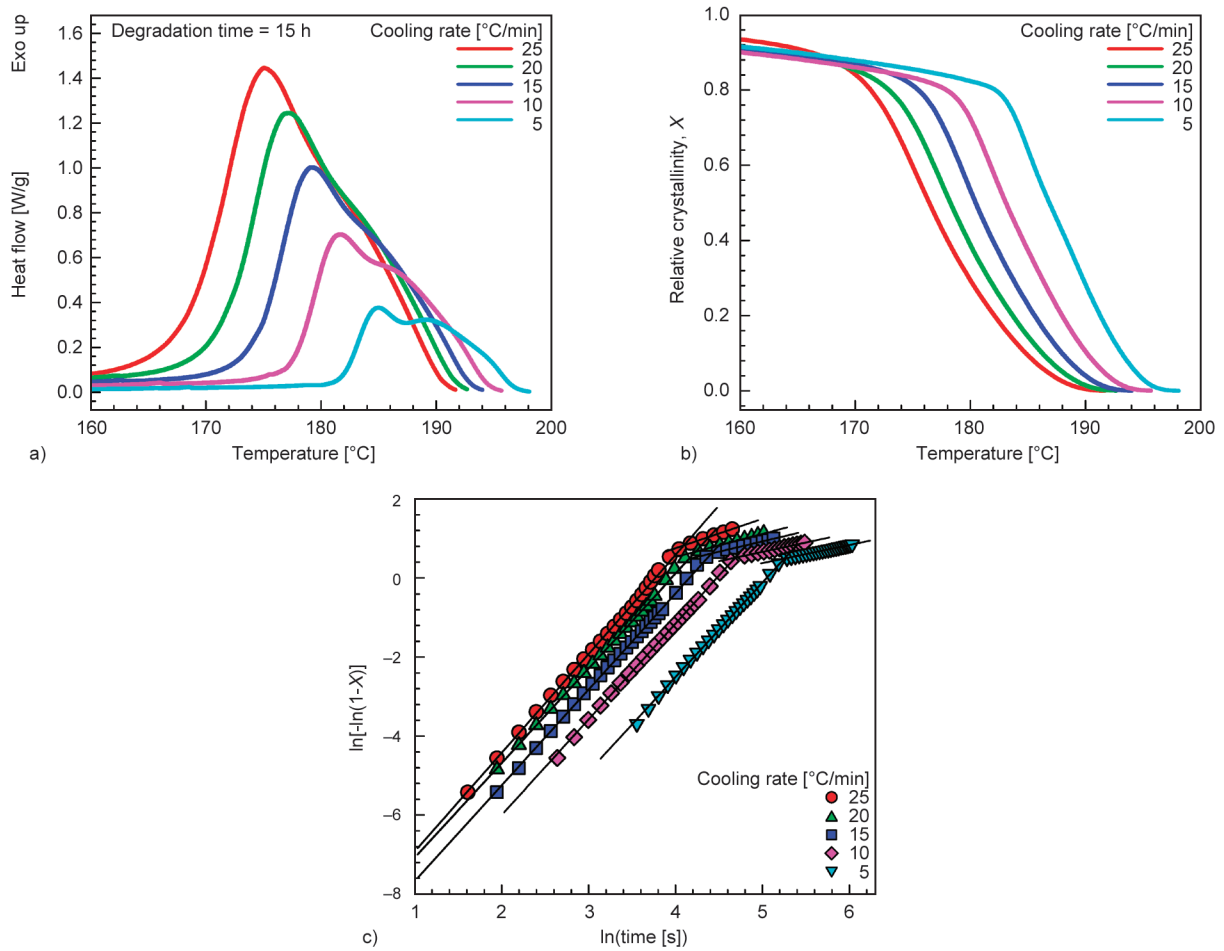 Exo up
Heat flow [W/g]
Degradation time = 15 h
Cooling rate [°C/min]
25
20
15
10
5
1.6
1.4
1.2
1.0
0.8
0.6
0.4
0.2
0.0
160 170 180 190 200
Temperature [°C]
a)
Relative crystallinity, X
Cooling rate [°C/min]
25
20
15
10
5
1.0
0.8
0.6
0.4
0.2
0.0
160 170 180 190 200
Temperature [°C]
b)
ln[-ln(1-X)]
2
0
–2
–4
–6
–8
Cooling rate [°C/min]
25
20
15
10
5
1 2 3 4 5 6
ln(time [s])
c)